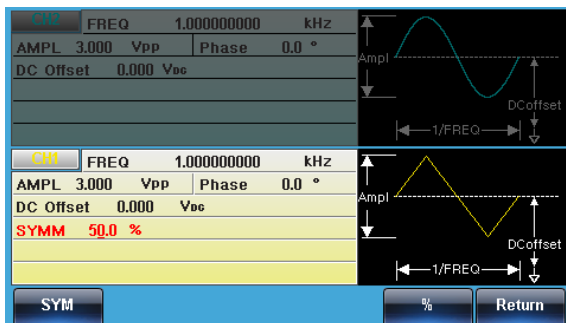 CH2 FREQ 1.000000000 kHz
AMPL 3.000 Vpp Phase 0.0 °
DC Offset 0.000 VDC
Ampl
DCoffset
1/FREQ
CH1 FREQ 1.000000000 kHz
AMPL 3.000 Vpp Phase 0.0 °
DC Offset 0.000 VDC
SYMM 50.0 %
Ampl
DCoffset
1/FREQ
SYM % Return